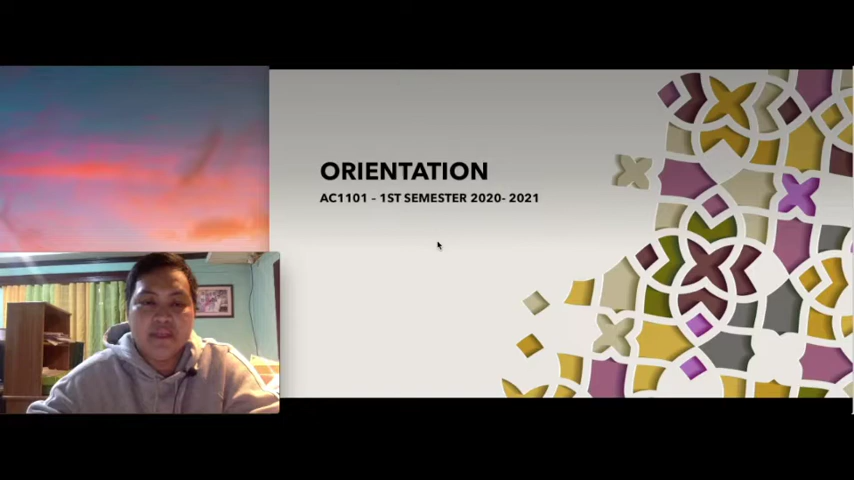 ORIENTATION
AC1101 – 1ST SEMESTER 2020- 2021